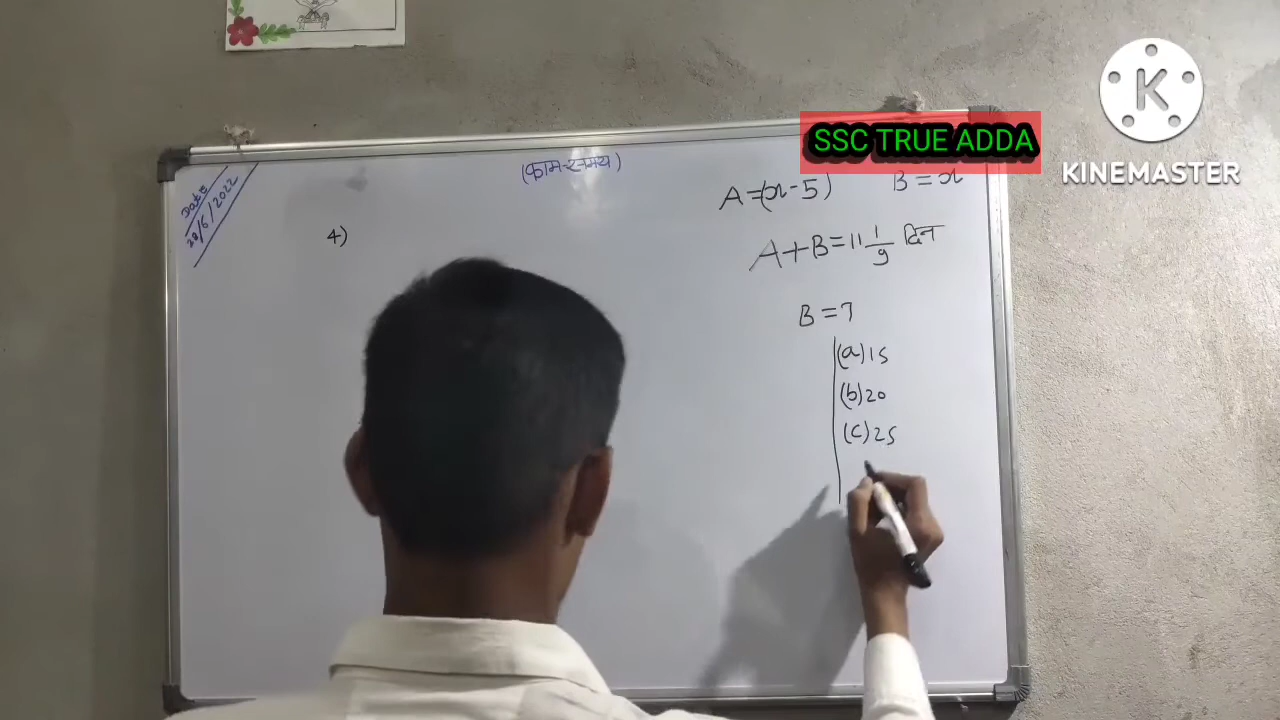 SSC TRUE ADDA
K
KINEMASTER
(काम-समय)
Date
28/6/2022
A=(x-5) B=x
4)
A+B=11 1/9 दिन
B=?
(a)15
(b)20
(c)25